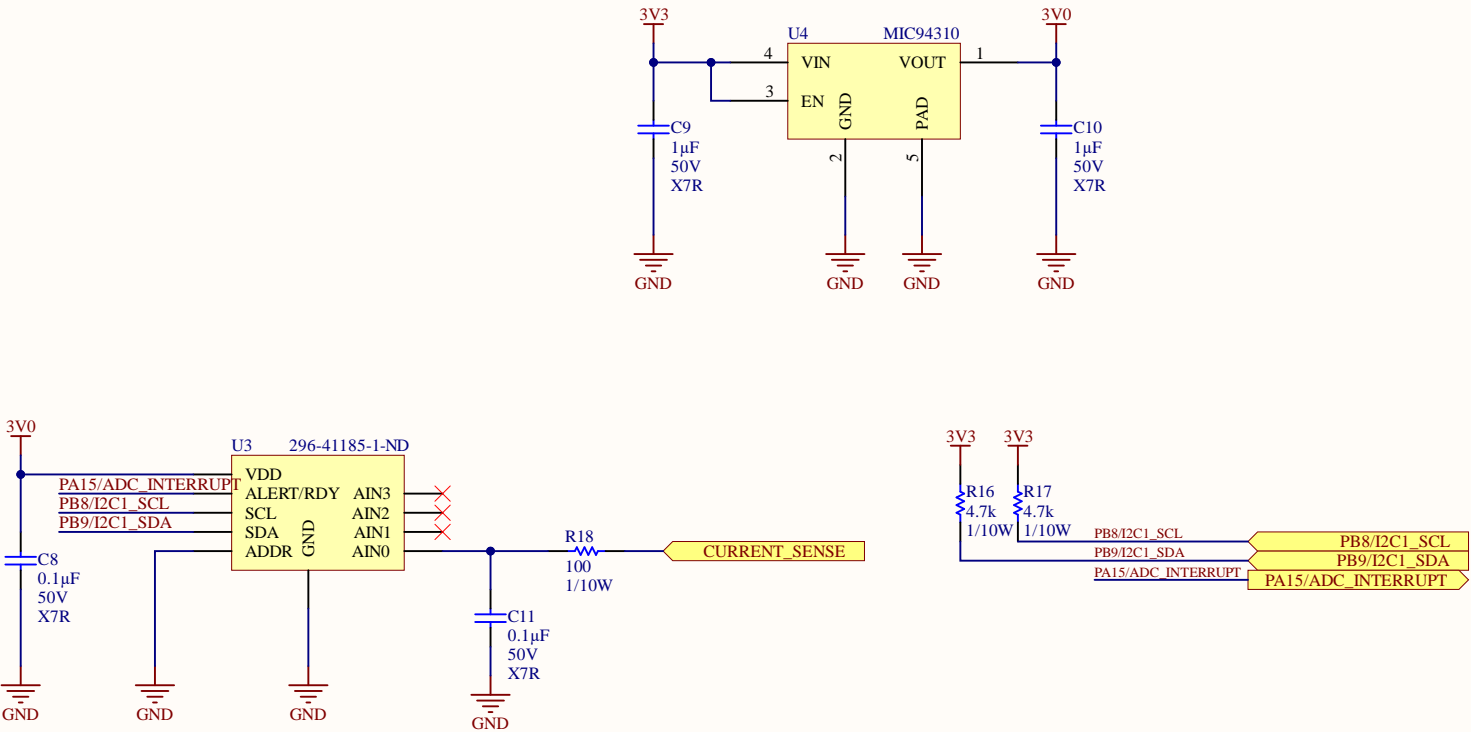 3V3
3V0
U4
MIC94310
4
VIN
VOUT
1
3
EN
GND
PAD
2
5
C9
1µF
50V
X7R
C10
1µF
50V
X7R
GND
GND
GND
GND
3V0
U3
296-41185-1-ND
VDD
PA15/ADC_INTERRUPT
ALERT/RDY
AIN3
PB8/I2C1_SCL
SCL
AIN2
PB9/I2C1_SDA
SDA
AIN1
ADDR
GND
AIN0
C8
0.1µF
50V
X7R
R18
100
1/10W
CURRENT_SENSE
C11
0.1µF
50V
X7R
GND
GND
GND
GND
3V3
3V3
R16
4.7k
1/10W
R17
4.7k
1/10W
PB8/I2C1_SCL
PB8/I2C1_SCL
PB9/I2C1_SDA
PB9/I2C1_SDA
PA15/ADC_INTERRUPT
PA15/ADC_INTERRUPT